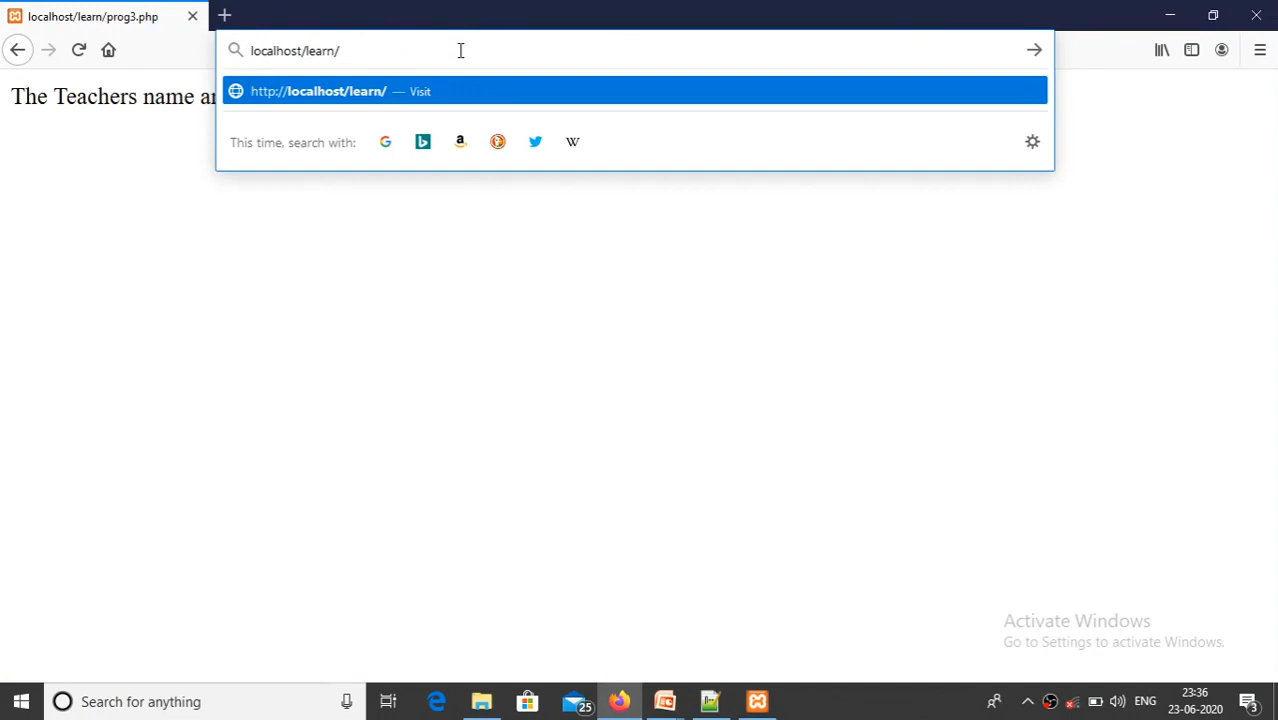 localhost/learn/prog3.php
localhost/learn/
http://localhost/learn/ — Visit
The Teachers name
This time, search with:
Activate Windows
Go to Settings to activate Windows.
Search for anything
25
ENG
23:36
23-06-2020
3